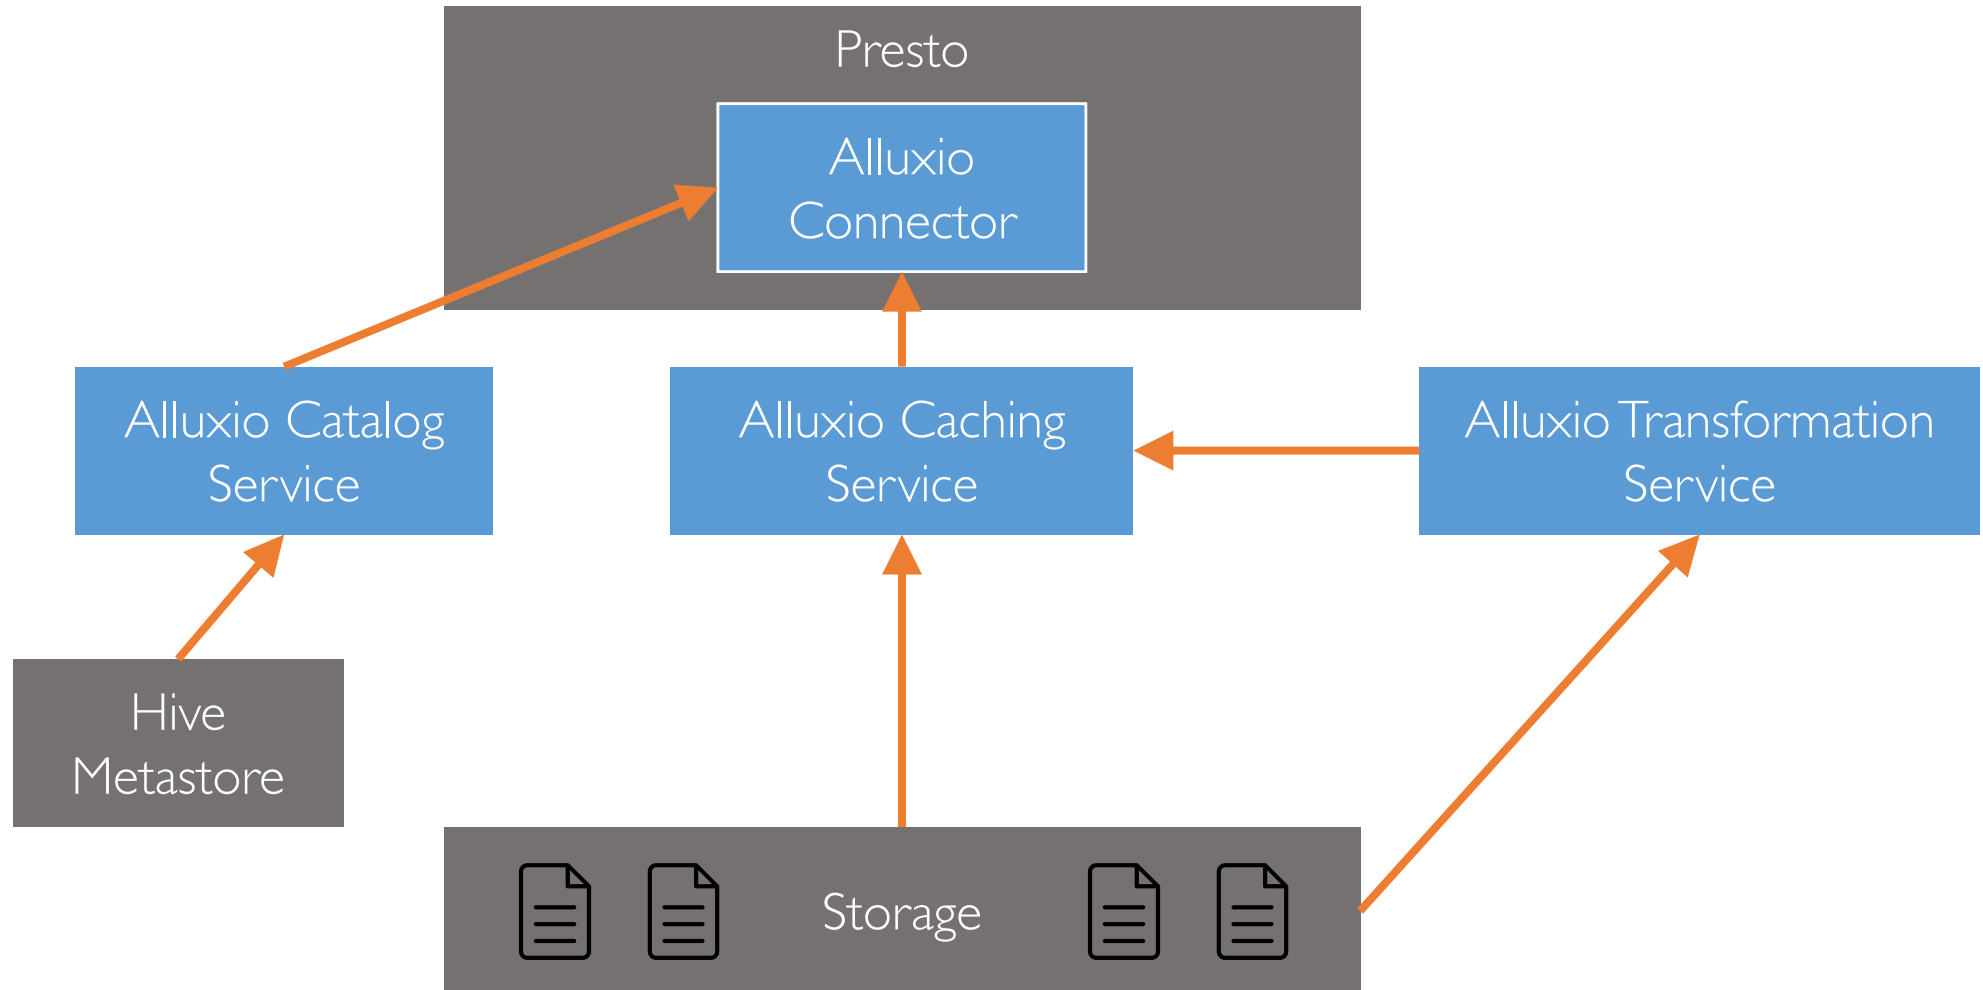 Presto
Alluxio
Connector
Alluxio Catalog
Service
Alluxio Caching
Service
Alluxio Transformation
Service
Hive
Metastore
Storage